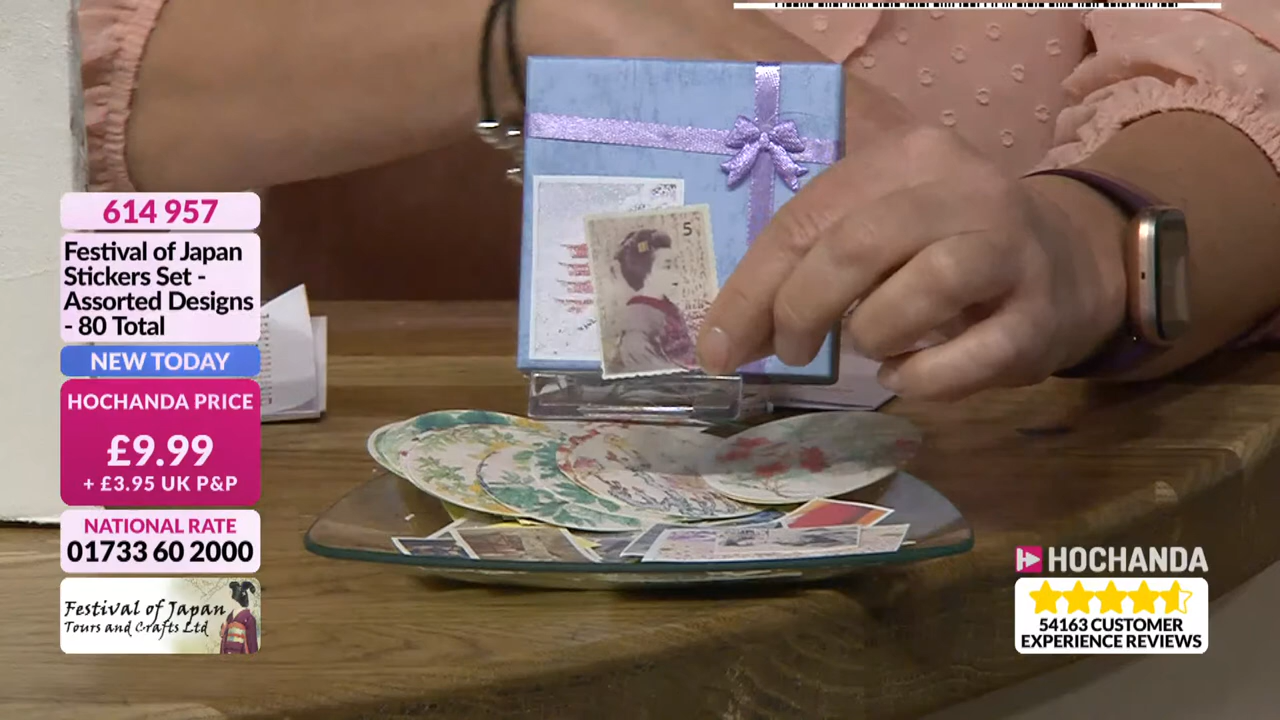 614 957
Festival of Japan
Stickers Set -
Assorted Designs
- 80 Total
NEW TODAY
HOCHANDA PRICE
£9.99
+ £3.95 UK P&P
NATIONAL RATE
01733 60 2000
Festival of Japan
Tours and Crafts Ltd
5
HOCHANDA
54163 CUSTOMER
EXPERIENCE REVIEWS